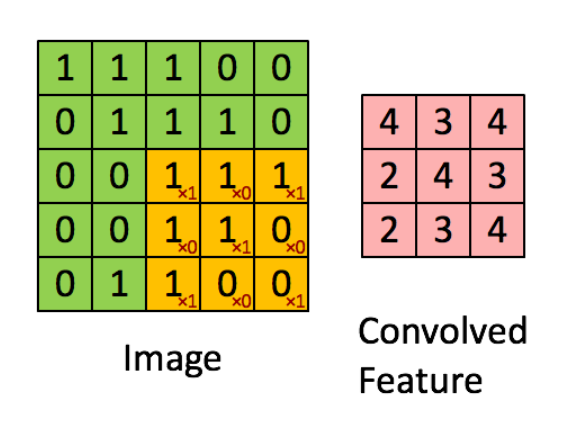 1 1 1 0 0
0 1 1 1 0
0 0 1×1 1×0 1×1
0 0 1×0 1×1 0×0
0 1 1×1 0×0 0×1
Image
4 3 4
2 4 3
2 3 4
Convolved
Feature